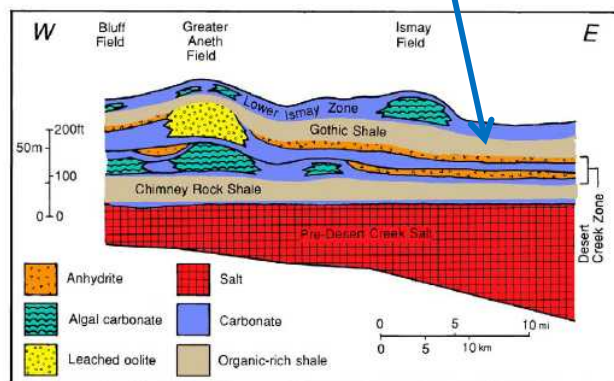 W
Bluff
Field
Greater
Aneth
Field
Ismay
Field
E
Lower Ismay Zone
Gothic Shale
200ft
50m
100
0
0
Chimney Rock Shale
Desert
Creek Zone
Pre-Desert Creek Salt
Anhydrite
Salt
Algal carbonate
Carbonate
Leached oolite
Organic-rich shale
0 5 10 mi
0 5 10 km